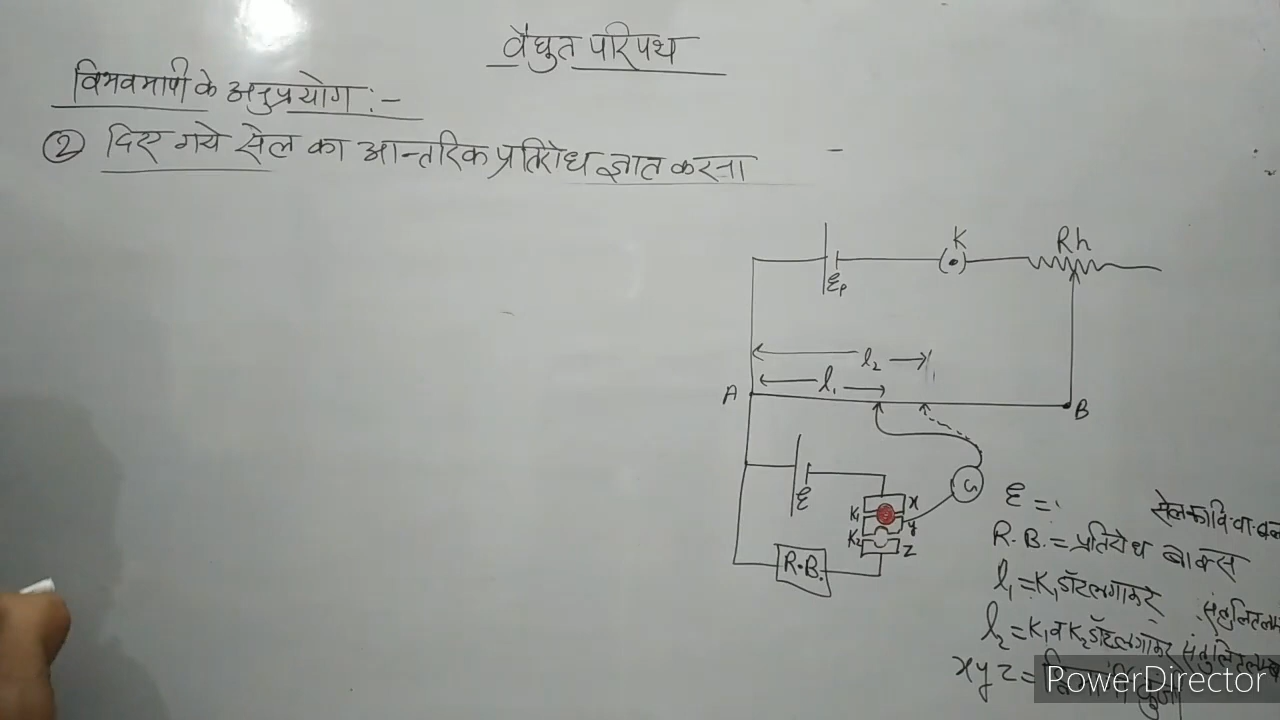 वैद्युत परिपथ
विभवमापी के अनुप्रयोग :-
② दिए गये सेल का आन्तरिक प्रतिरोध ज्ञात करना
K
Rh
Ep
l₂
l₁
A
B
G
E
K₁
x
y
K₂
z
R.B.
E =
सेल का वि. वा. बल
R.B. = प्रतिरोध बाक्स
l₁ = K₁ डॉट लगाकर
l₂ = K₁ व K₂ डॉट लगाकर
x y z =
PowerDirector